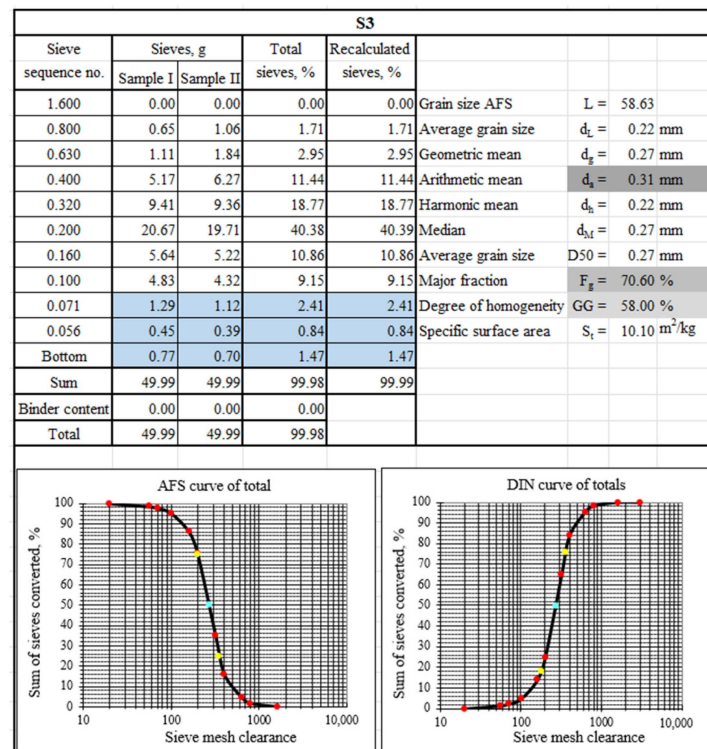 S3
Sieve sequence no. Sieves, g Total sieves, % Recalculated sieves, %
Sample I Sample II
1.600 0.00 0.00 0.00 0.00 Grain size AFS L = 58.63
0.800 0.65 1.06 1.71 1.71 Average grain size dL = 0.22 mm
0.630 1.11 1.84 2.95 2.95 Geometric mean dg = 0.27 mm
0.400 5.17 6.27 11.44 11.44 Arithmetic mean da = 0.31 mm
0.320 9.41 9.36 18.77 18.77 Harmonic mean dh = 0.22 mm
0.200 20.67 19.71 40.38 40.39 Median dM = 0.27 mm
0.160 5.64 5.22 10.86 10.86 Average grain size D50 = 0.27 mm
0.100 4.83 4.32 9.15 9.15 Major fraction Fg = 70.60 %
0.071 1.29 1.12 2.41 2.41 Degree of homogeneity GG = 58.00 %
0.056 0.45 0.39 0.84 0.84 Specific surface area St = 10.10 m²/kg
Bottom 0.77 0.70 1.47 1.47
Sum 49.99 49.99 99.98 99.99
Binder content 0.00 0.00 0.00
Total 49.99 49.99 99.98
AFS curve of total
Sum of sieves converted, %
100
90
80
70
60
50
40
30
20
10
0
10 100 1000 10,000
Sieve mesh clearance
DIN curve of totals
Sum of sieves converted, %
100
90
80
70
60
50
40
30
20
10
0
10 100 1000 10,000
Sieve mesh clearance